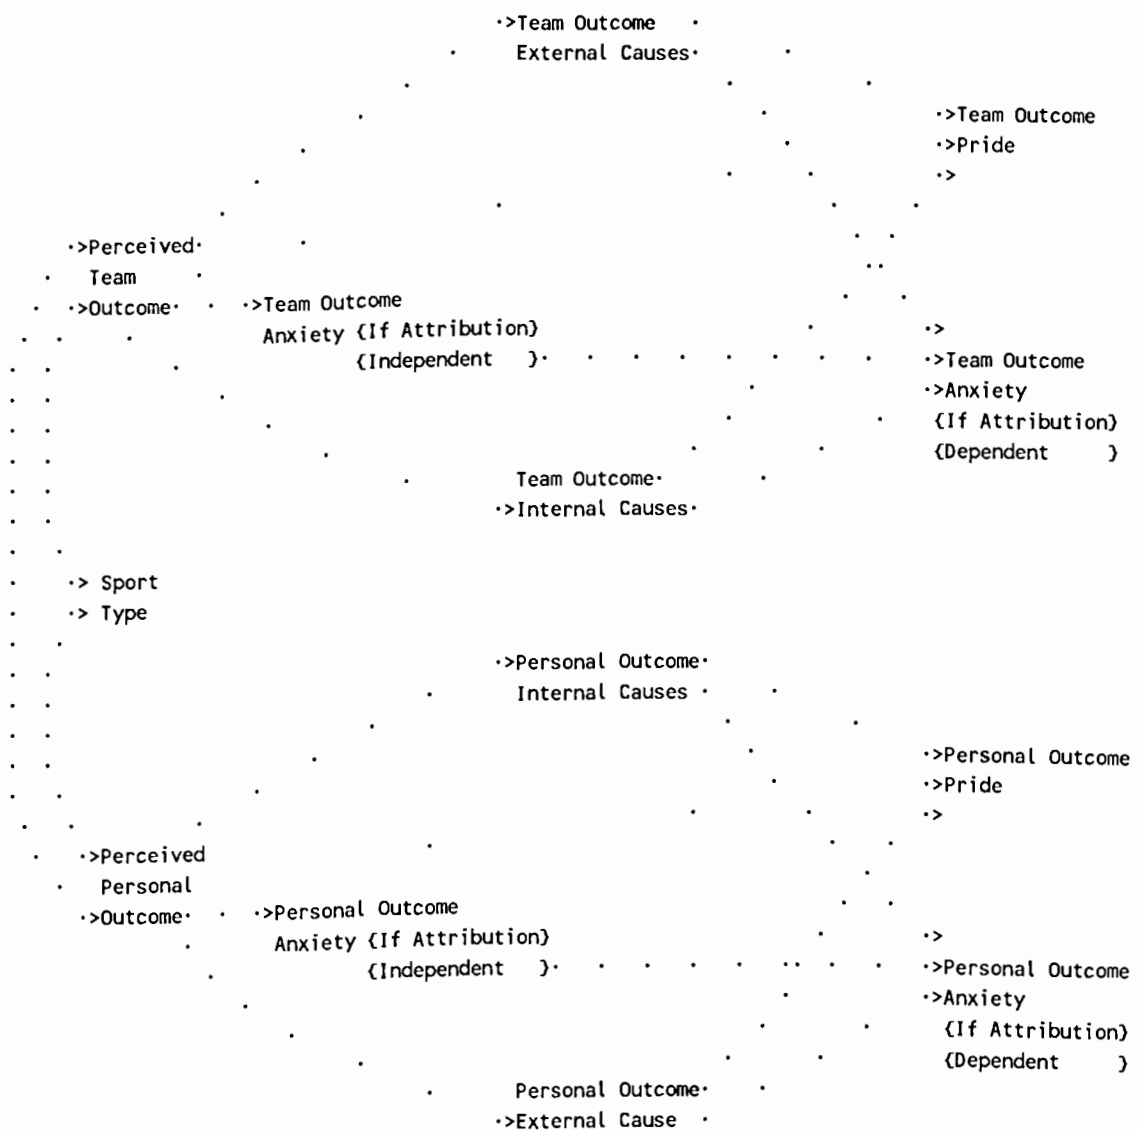 ·>Team Outcome ·
External Causes·
·>Team Outcome
·>Pride
·>
·>Perceived·
Team
·>Outcome·
·>Team Outcome
Anxiety {If Attribution}
{Independent }·
·>
·>Team Outcome
·>Anxiety
{If Attribution}
{Dependent }
Team Outcome·
·>Internal Causes·
·> Sport
·> Type
·>Personal Outcome·
Internal Causes ·
·>Personal Outcome
·>Pride
·>
·>Perceived
Personal
·>Outcome·
·>Personal Outcome
Anxiety {If Attribution}
{Independent }·
·>
·>Personal Outcome
·>Anxiety
{If Attribution}
{Dependent }
Personal Outcome·
·>External Cause ·